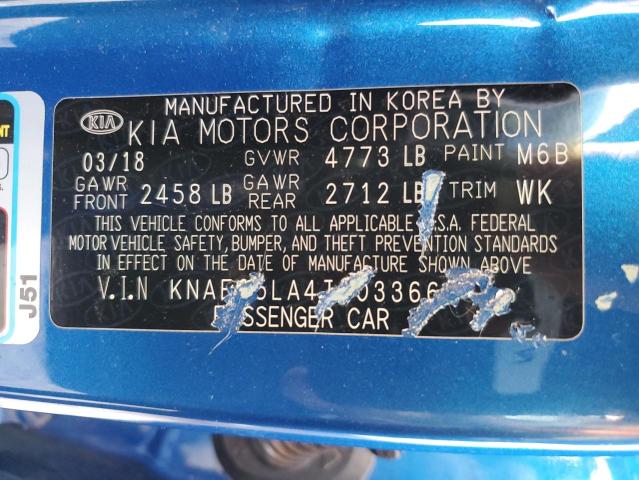 MANUFACTURED IN KOREA BY
KIA KIA MOTORS CORPORATION
03/18 GVWR 4773 LB PAINT M6B
GAWR FRONT 2458 LB GAWR REAR 2712 LB TRIM WK
THIS VEHICLE CONFORMS TO ALL APPLICABLE U.S.A. FEDERAL
MOTOR VEHICLE SAFETY, BUMPER, AND THEFT PREVENTION STANDARDS
IN EFFECT ON THE DATE OF MANUFACTURE SHOWN ABOVE
V.I.N
PASSENGER CAR
J51